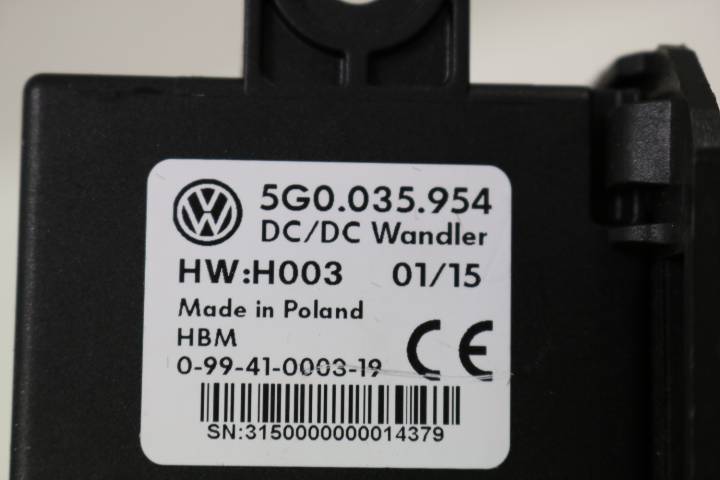 5G0.035.954
DC/DC Wandler
HW:H003 01/15
Made in Poland
HBM
0-99-41-0003-19
CE
SN:3150000000014379